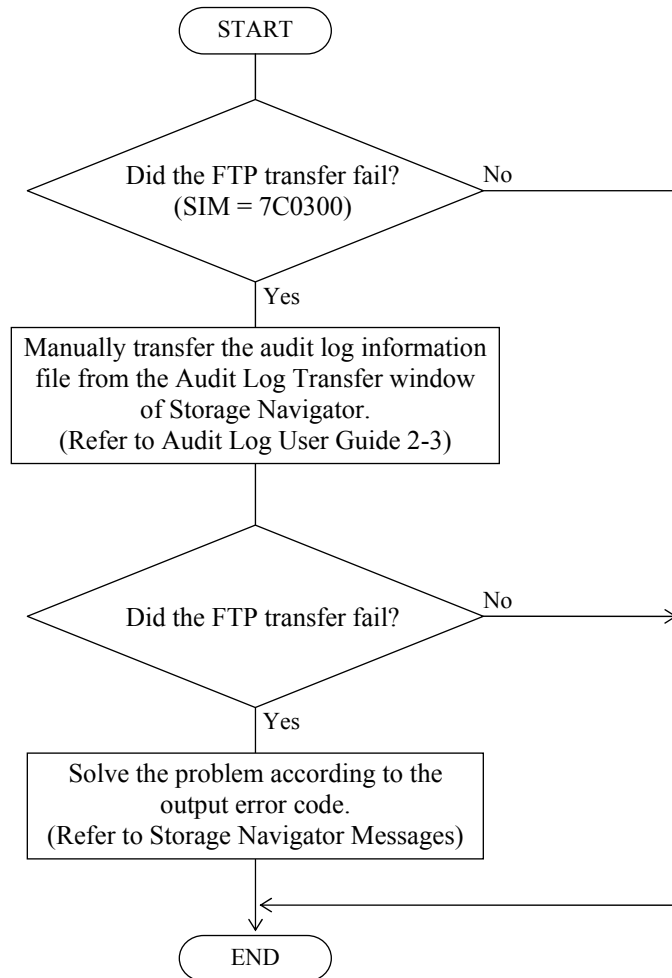 START
Did the FTP transfer fail?
(SIM = 7C0300)
No
Yes
Manually transfer the audit log information
file from the Audit Log Transfer window
of Storage Navigator.
(Refer to Audit Log User Guide 2-3)
Did the FTP transfer fail?
No
Yes
Solve the problem according to the
output error code.
(Refer to Storage Navigator Messages)
END